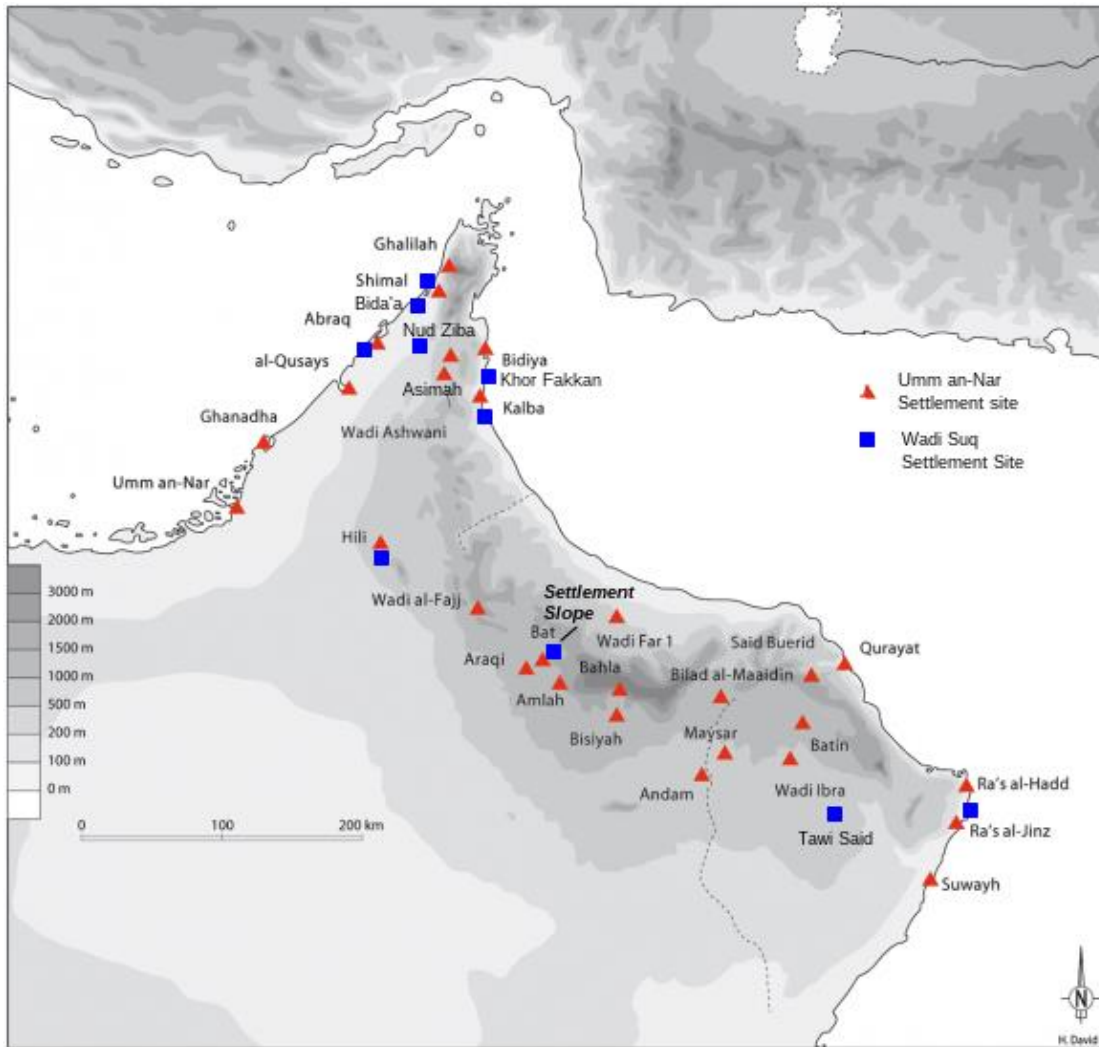 Ghalilah
Shimal
Bida'a
Abraq
Nud Ziba
al-Qusays
Bidiya
Khor Fakkan
Asimah
Kalba
Ghanadha
Wadi Ashwani
Umm an-Nar
Umm an-Nar
Settlement site
Wadi Suq
Settlement Site
Hili
3000 m
2000 m
1500 m
1000 m
500 m
200 m
100 m
0 m
Wadi al-Fajj
Settlement
Slope
Bat
Wadi Far 1
Said Buerid
Qurayat
Araqi
Bahla
Bilad al-Maaidin
Amlah
Bisiyah
Maysar
Batin
Andam
Wadi Ibra
Ra's al-Hadd
Tawi Said
Ra's al-Jinz
0 100 200 km
Suwayh
N
H. David